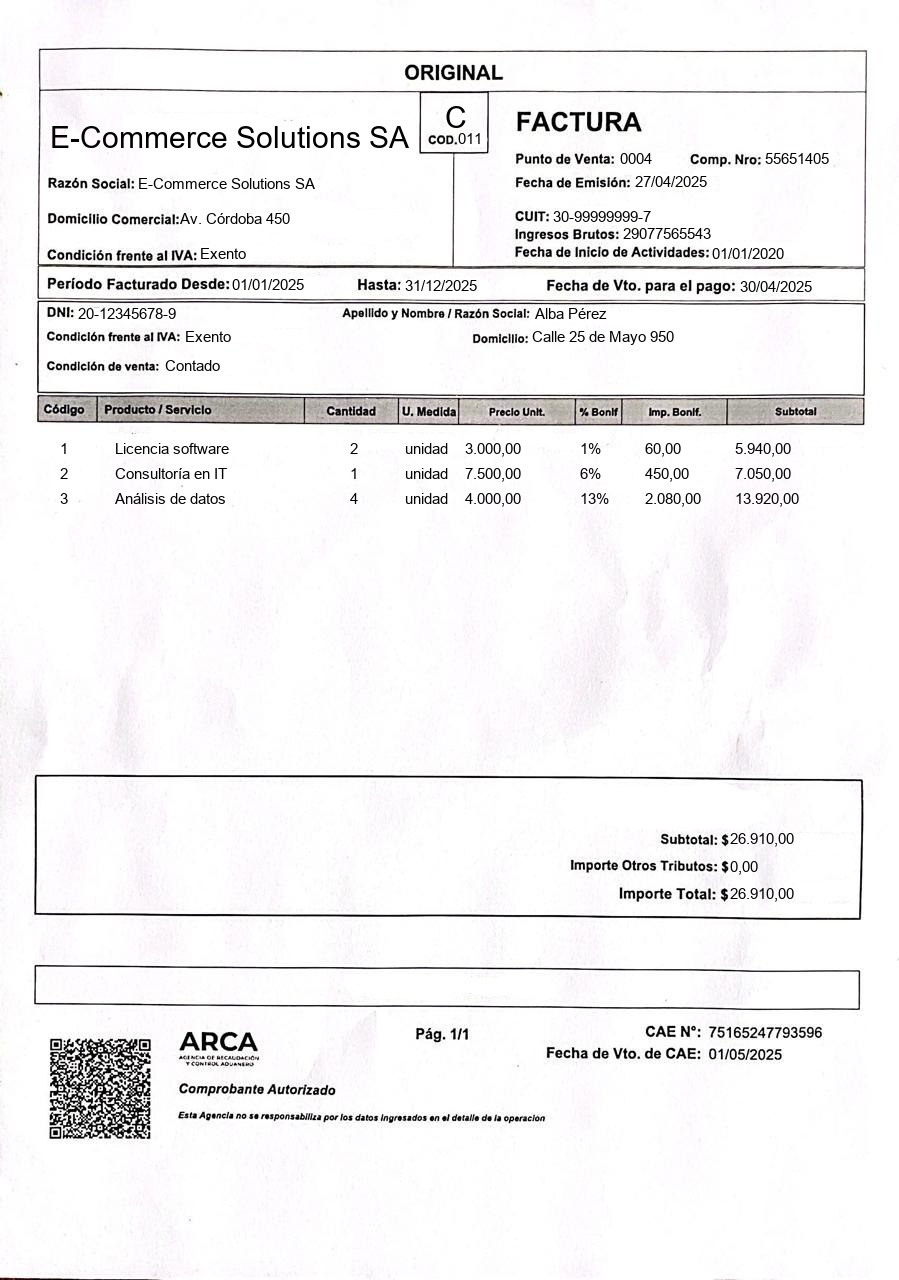 ORIGINAL
E-Commerce Solutions SA
C
COD.011
FACTURA
Punto de Venta: 0004 Comp. Nro: 55651405
Razón Social: E-Commerce Solutions SA
Fecha de Emisión: 27/04/2025
Domicilio Comercial:Av. Córdoba 450
CUIT: 30-99999999-7
Ingresos Brutos: 29077565543
Condición frente al IVA: Exento
Fecha de Inicio de Actividades: 01/01/2020
Período Facturado Desde: 01/01/2025 Hasta: 31/12/2025 Fecha de Vto. para el pago: 30/04/2025
DNI: 20-12345678-9 Apellido y Nombre / Razón Social: Alba Pérez
Condición frente al IVA: Exento Domicilio: Calle 25 de Mayo 950
Condición de venta: Contado
Código Producto / Servicio Cantidad U. Medida Precio Unit. % Bonif Imp. Bonif. Subtotal
1 Licencia software 2 unidad 3.000,00 1% 60,00 5.940,00
2 Consultoría en IT 1 unidad 7.500,00 6% 450,00 7.050,00
3 Análisis de datos 4 unidad 4.000,00 13% 2.080,00 13.920,00
Subtotal: $26.910,00
Importe Otros Tributos: $0,00
Importe Total: $26.910,00
ARCA
AGENCIA DE RECAUDACIÓN
Y CONTROL ADUANERO
Pág. 1/1
CAE N°: 75165247793596
Fecha de Vto. de CAE: 01/05/2025
Comprobante Autorizado
Esta Agencia no se responsabiliza por los datos ingresados en el detalle de la operacion